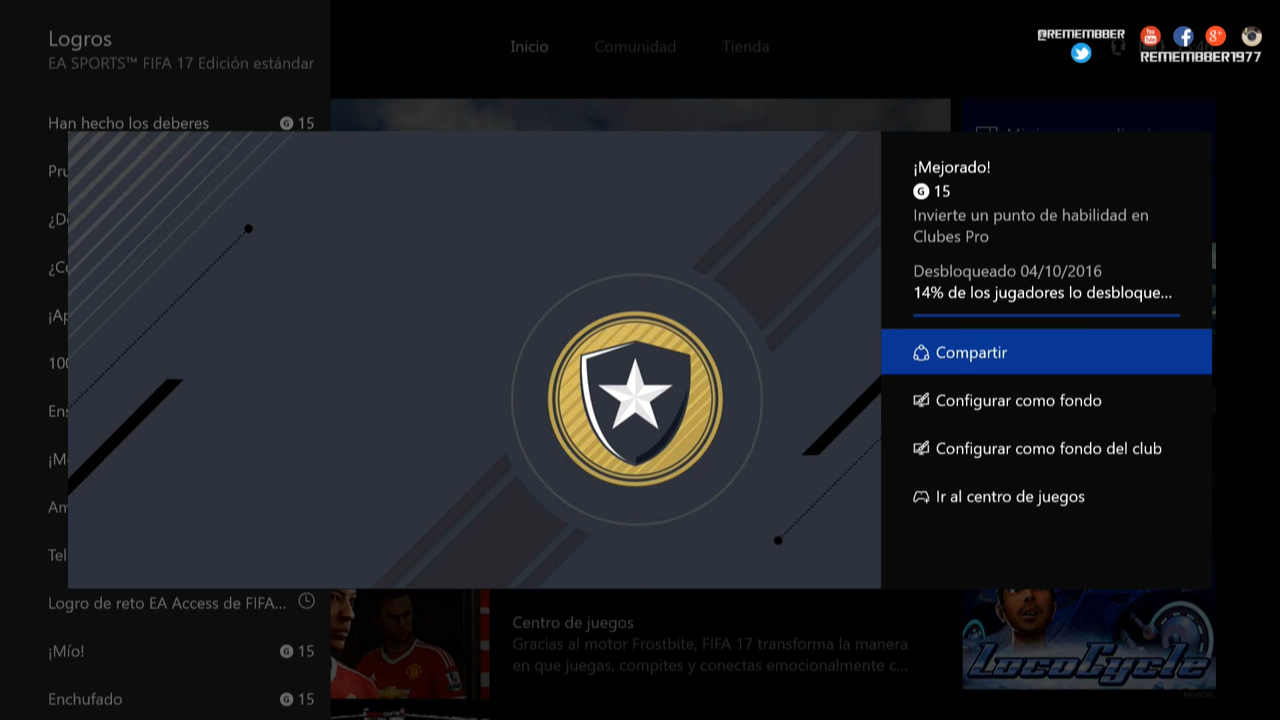 Logros
EA SPORTS™ FIFA 17 Edición estándar
Inicio
Comunidad
Tienda
@REMEMBBER
REMEMBBER1977
Han hecho los deberes
G 15
Logro de reto EA Access de FIFA...
¡Mío!
G 15
Enchufado
G 15
¡Mejorado!
G 15
Invierte un punto de habilidad en
Clubes Pro
Desbloqueado 04/10/2016
14% de los jugadores lo desbloque...
Compartir
Configurar como fondo
Configurar como fondo del club
Ir al centro de juegos
Centro de juegos
Gracias al motor Frostbite, FIFA 17 transforma la manera
en que juegas, compites y conectas emocionalmente c...
LocoCycle
ANUNCIO